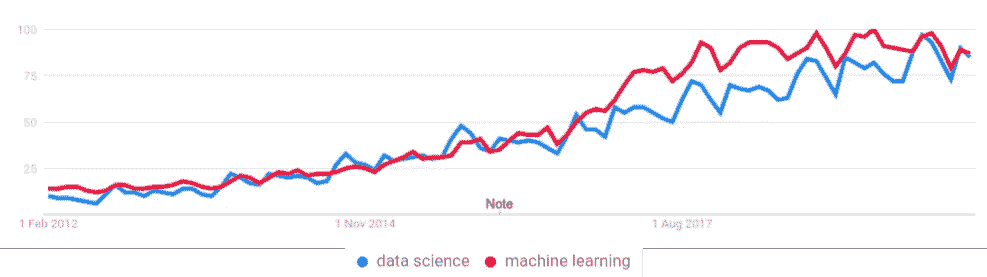 100
75
50
25
Note
1 Feb 2012 1 Nov 2014 1 Aug 2017
data science machine learning